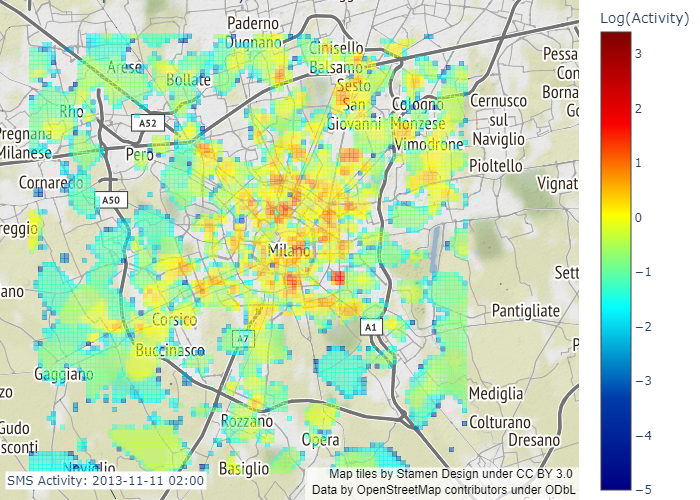 Log(Activity)
3
2
1
0
−1
−2
−3
−4
−5
Paderno
Dugnano
Cinisello
Balsamo
Arese
Bollate
Sesto
San
Giovanni
Cologno
Monzese
Vimodrone
Cernusco
sul
Naviglio
Pioltello
Pessa
Con
Borna
Go
Rho
A52
Pregnana
Milanese
Pero
Cornaredo
A50
Vignat
reggio
Milano
Sett
ano
Pantigliate
Corsico
A1
A7
P
Buccinasco
Gaggiano
zo
Mediglia
Rozzano
Colturano
Gudo
sconti
Opera
Dresano
Noviglio
Basiglio
SMS Activity: 2013-11-11 02:00
Map tiles by Stamen Design under CC BY 3.0
Data by OpenStreetMap contributors under ODbL